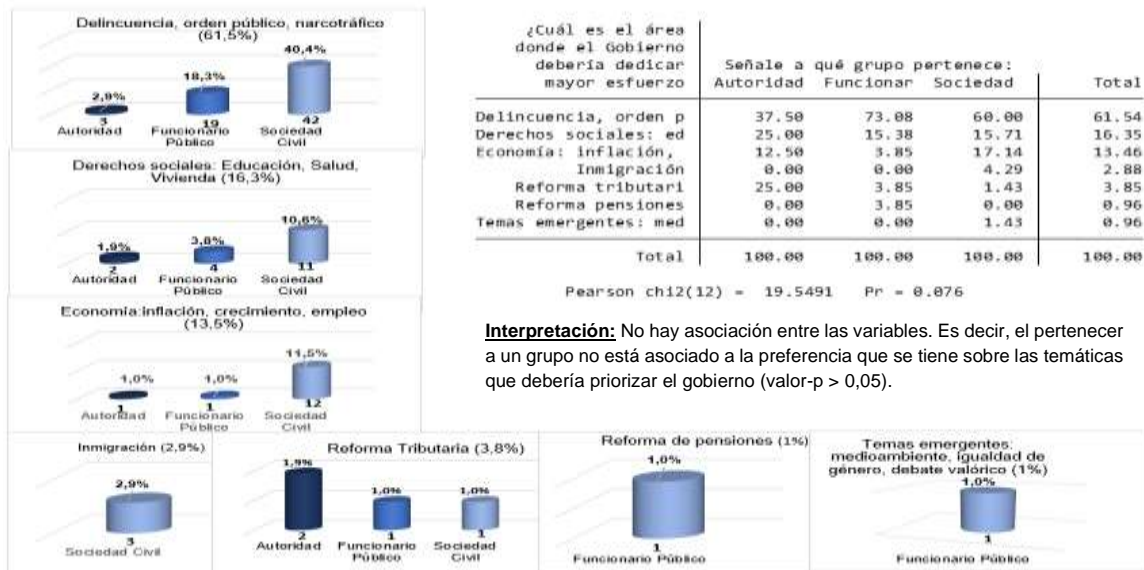 Delincuencia, orden público, narcotráfico
(61,5%)
40,4%
18,3%
2,9%
3
19
42
Autoridad
Funcionario
Público
Sociedad
Civil
Derechos sociales: Educación, Salud,
Vivienda (16,3%)
10,6%
3,8%
1,9%
2
4
11
Autoridad
Funcionario
Público
Sociedad
Civil
Economía:inflación, crecimiento, empleo
(13,5%)
11,5%
1,0%
1,0%
1
1
12
Autoridad
Funcionario
Público
Sociedad
Civil
¿Cuál es el área
donde el Gobierno
debería dedicar Señale a qué grupo pertenece:
mayor esfuerzo Autoridad Funcionar Sociedad Total
Delincuencia, orden p 37.50 73.08 60.00 61.54
Derechos sociales: ed 25.00 15.38 15.71 16.35
Economía: inflación, 12.50 3.85 17.14 13.46
Inmigración 0.00 0.00 4.29 2.88
Reforma tributari 25.00 3.85 1.43 3.85
Reforma pensiones 0.00 3.85 0.00 0.96
Temas emergentes: med 0.00 0.00 1.43 0.96
Total 100.00 100.00 100.00 100.00
Pearson chi2(12) = 19.5491 Pr = 0.076
Interpretación: No hay asociación entre las variables. Es decir, el pertenecer
a un grupo no está asociado a la preferencia que se tiene sobre las temáticas
que debería priorizar el gobierno (valor-p > 0,05).
Inmigración (2,9%)
2,9%
3
Sociedad Civil
Reforma Tributaria (3,8%)
1,9%
1,0%
1,0%
2
1
1
Autoridad
Funcionario
Público
Sociedad
Civil
Reforma de pensiones (1%)
1,0%
1
Funcionario Público
Temas emergentes:
medioambiente, igualdad de
género, debate valórico (1%)
1,0%
1
Funcionario Público